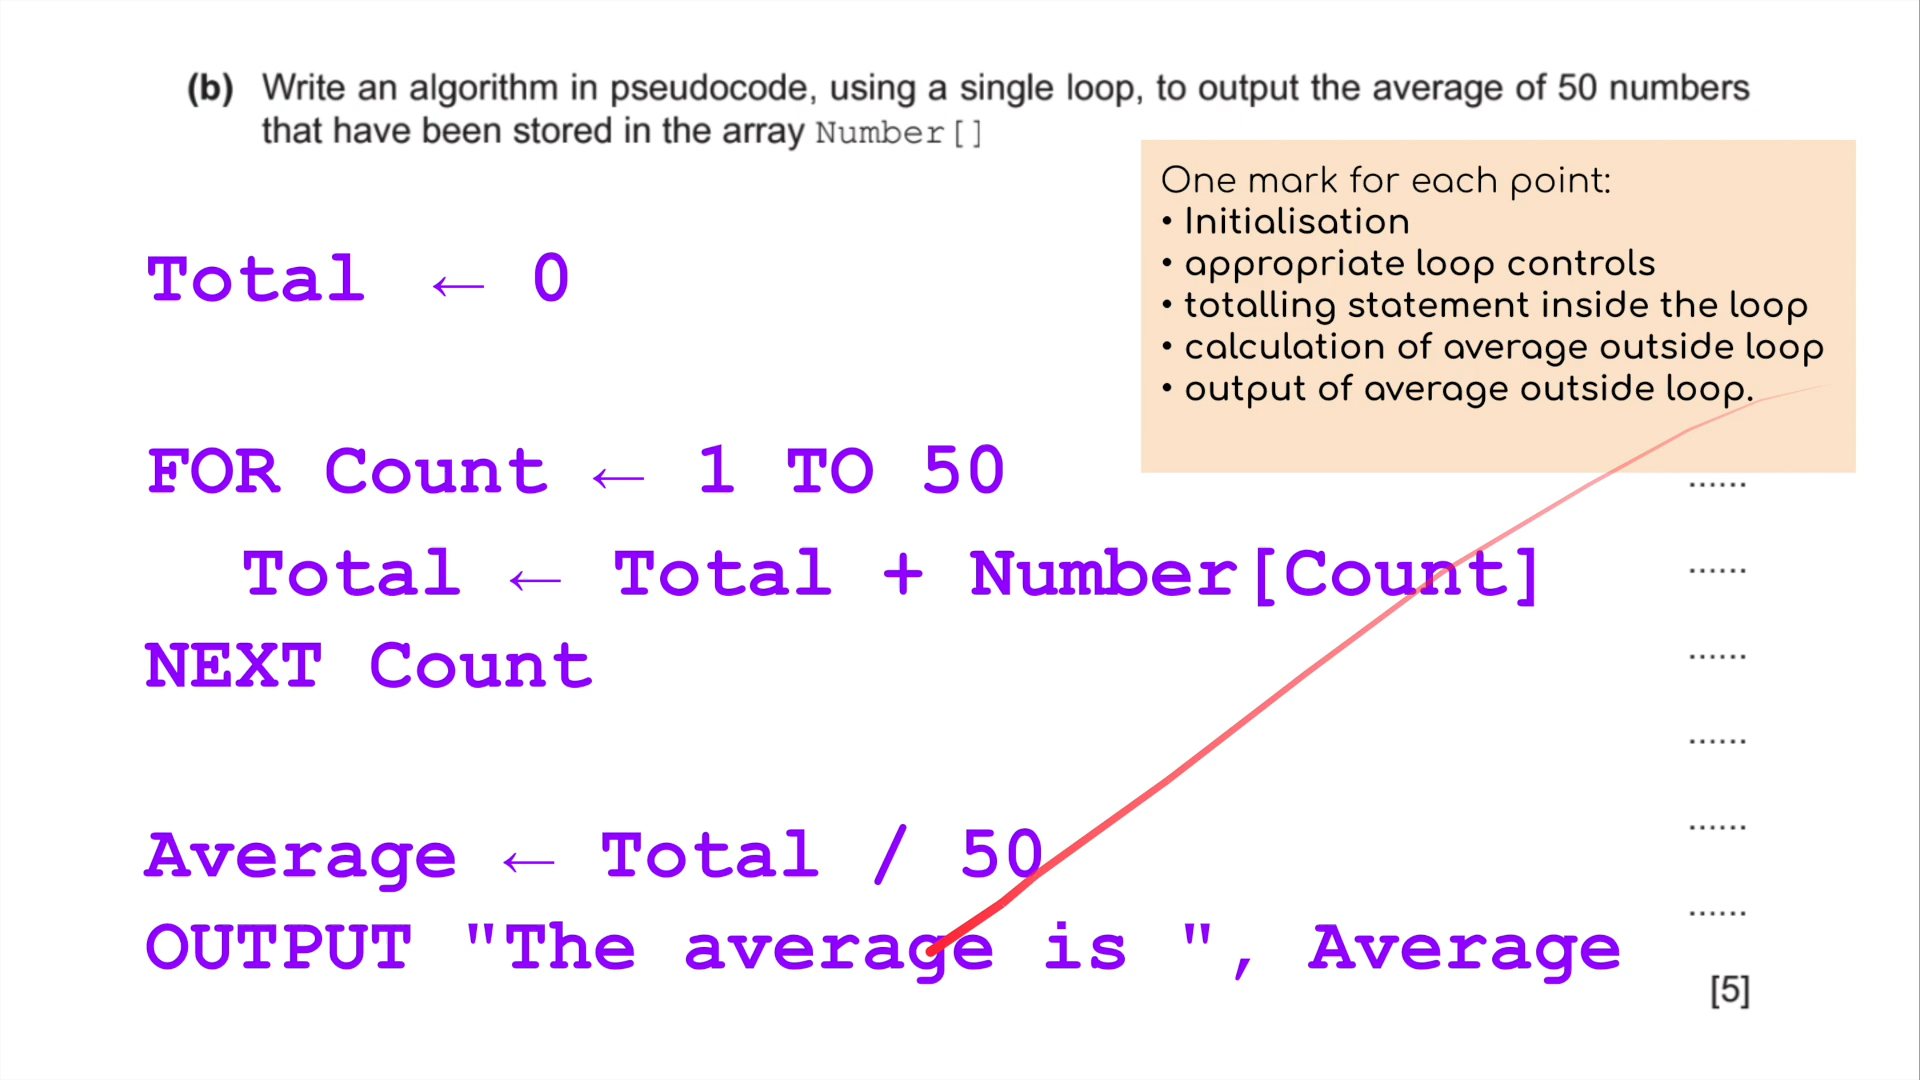 (b) Write an algorithm in pseudocode, using a single loop, to output the average of 50 numbers
that have been stored in the array Number[]
One mark for each point:
• Initialisation
• appropriate loop controls
• totalling statement inside the loop
• calculation of average outside loop
• output of average outside loop.
Total ← 0
FOR Count ← 1 TO 50
Total ← Total + Number[Count]
NEXT Count
Average ← Total / 50
OUTPUT "The average is ", Average
......
......
......
......
......
......
[5]